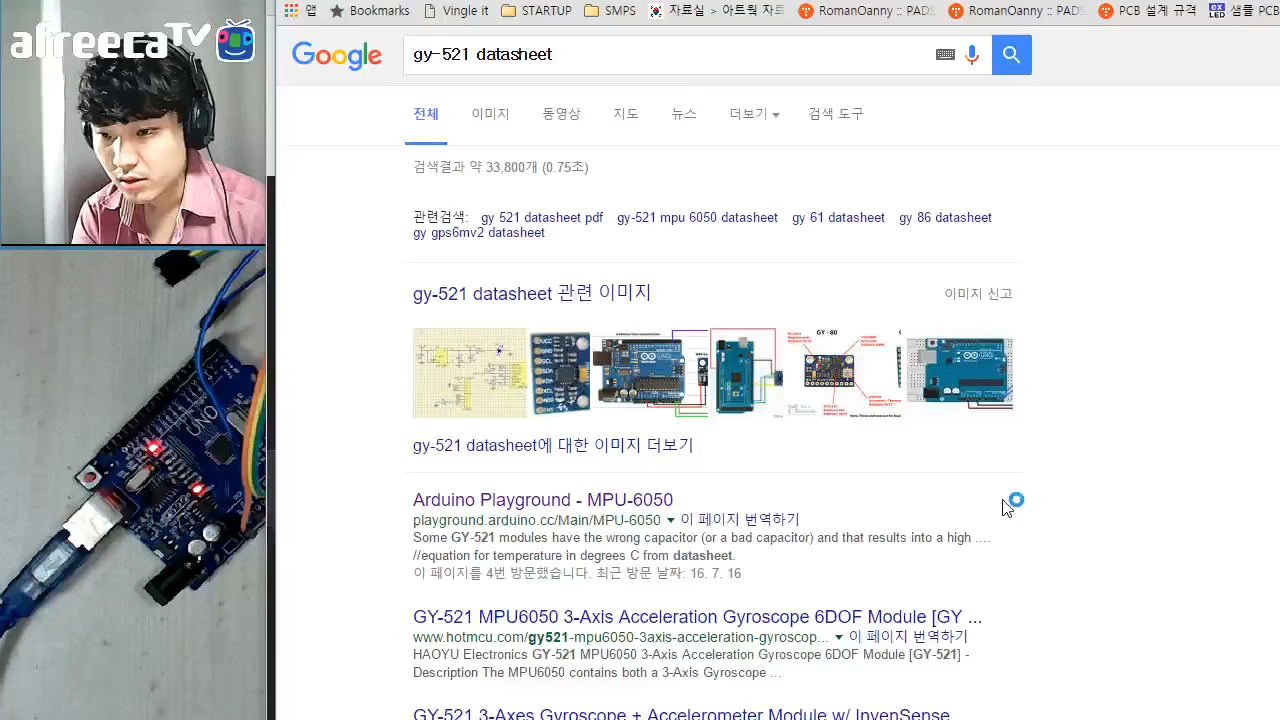 afreecaTV
앱 Bookmarks Vingle it STARTUP SMPS 자료실 > 아트웍 자료 RomanOanny :: PADS RomanOanny :: PADS PCB 설계 규격 샘플 PCB
Google gy-521 datasheet
전체 이미지 동영상 지도 뉴스 더보기 검색 도구
검색결과 약 33,800개 (0.75초)
관련검색: gy 521 datasheet pdf gy-521 mpu 6050 datasheet gy 61 datasheet gy 86 datasheet
gy gps6mv2 datasheet
gy-521 datasheet 관련 이미지 이미지 신고
GY - 80
UNO
gy-521 datasheet에 대한 이미지 더보기
Arduino Playground - MPU-6050
playground.arduino.cc/Main/MPU-6050 이 페이지 번역하기
Some GY-521 modules have the wrong capacitor (or a bad capacitor) and that results into a high ....
//equation for temperature in degrees C from datasheet.
이 페이지를 4번 방문했습니다. 최근 방문 날짜: 16. 7. 16
GY-521 MPU6050 3-Axis Acceleration Gyroscope 6DOF Module [GY ...
www.hotmcu.com/gy521-mpu6050-3axis-acceleration-gyroscop... 이 페이지 번역하기
HAOYU Electronics GY-521 MPU6050 3-Axis Acceleration Gyroscope 6DOF Module [GY-521] -
Description The MPU6050 contains both a 3-Axis Gyroscope ...
GY-521 3-Axes Gyroscope + Accelerometer Module w/ InvenSense